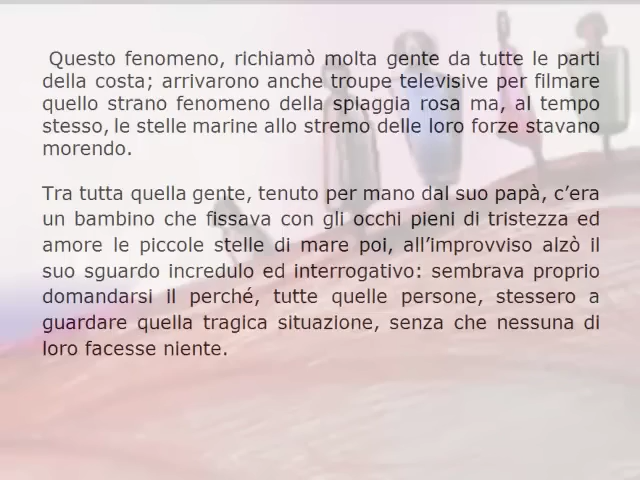 Questo fenomeno, richiamò molta gente da tutte le parti
della costa; arrivarono anche troupe televisive per filmare
quello strano fenomeno della spiaggia rosa ma, al tempo
stesso, le stelle marine allo stremo delle loro forze stavano
morendo.
Tra tutta quella gente, tenuto per mano dal suo papà, c’era
un bambino che fissava con gli occhi pieni di tristezza ed
amore le piccole stelle di mare poi, all’improvviso alzò il
suo sguardo incredulo ed interrogativo: sembrava proprio
domandarsi il perché, tutte quelle persone, stessero a
guardare quella tragica situazione, senza che nessuna di
loro facesse niente.